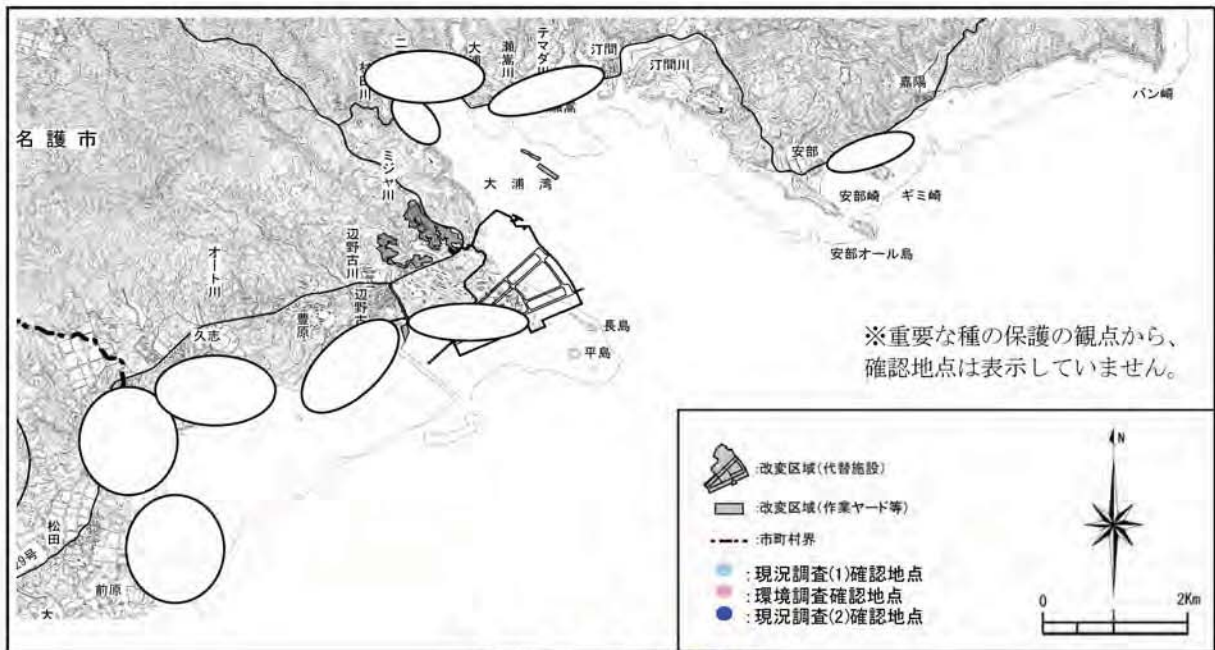 二
大浦
瀬嵩川
テマダ川
汀間
汀間川
嘉陽
バン崎
名護市
ミジャ川
大浦湾
安部
安部崎
ギミ崎
安部オール島
辺野古川
オート川
久志
豊原
辺野古
長島
平島
※重要な種の保護の観点から、
確認地点は表示していません。
松田
29号
前原
大
:改変区域(代替施設)
:改変区域(作業ヤード等)
:市町村界
:現況調査(1)確認地点
:環境調査確認地点
:現況調査(2)確認地点
N
0 2Km